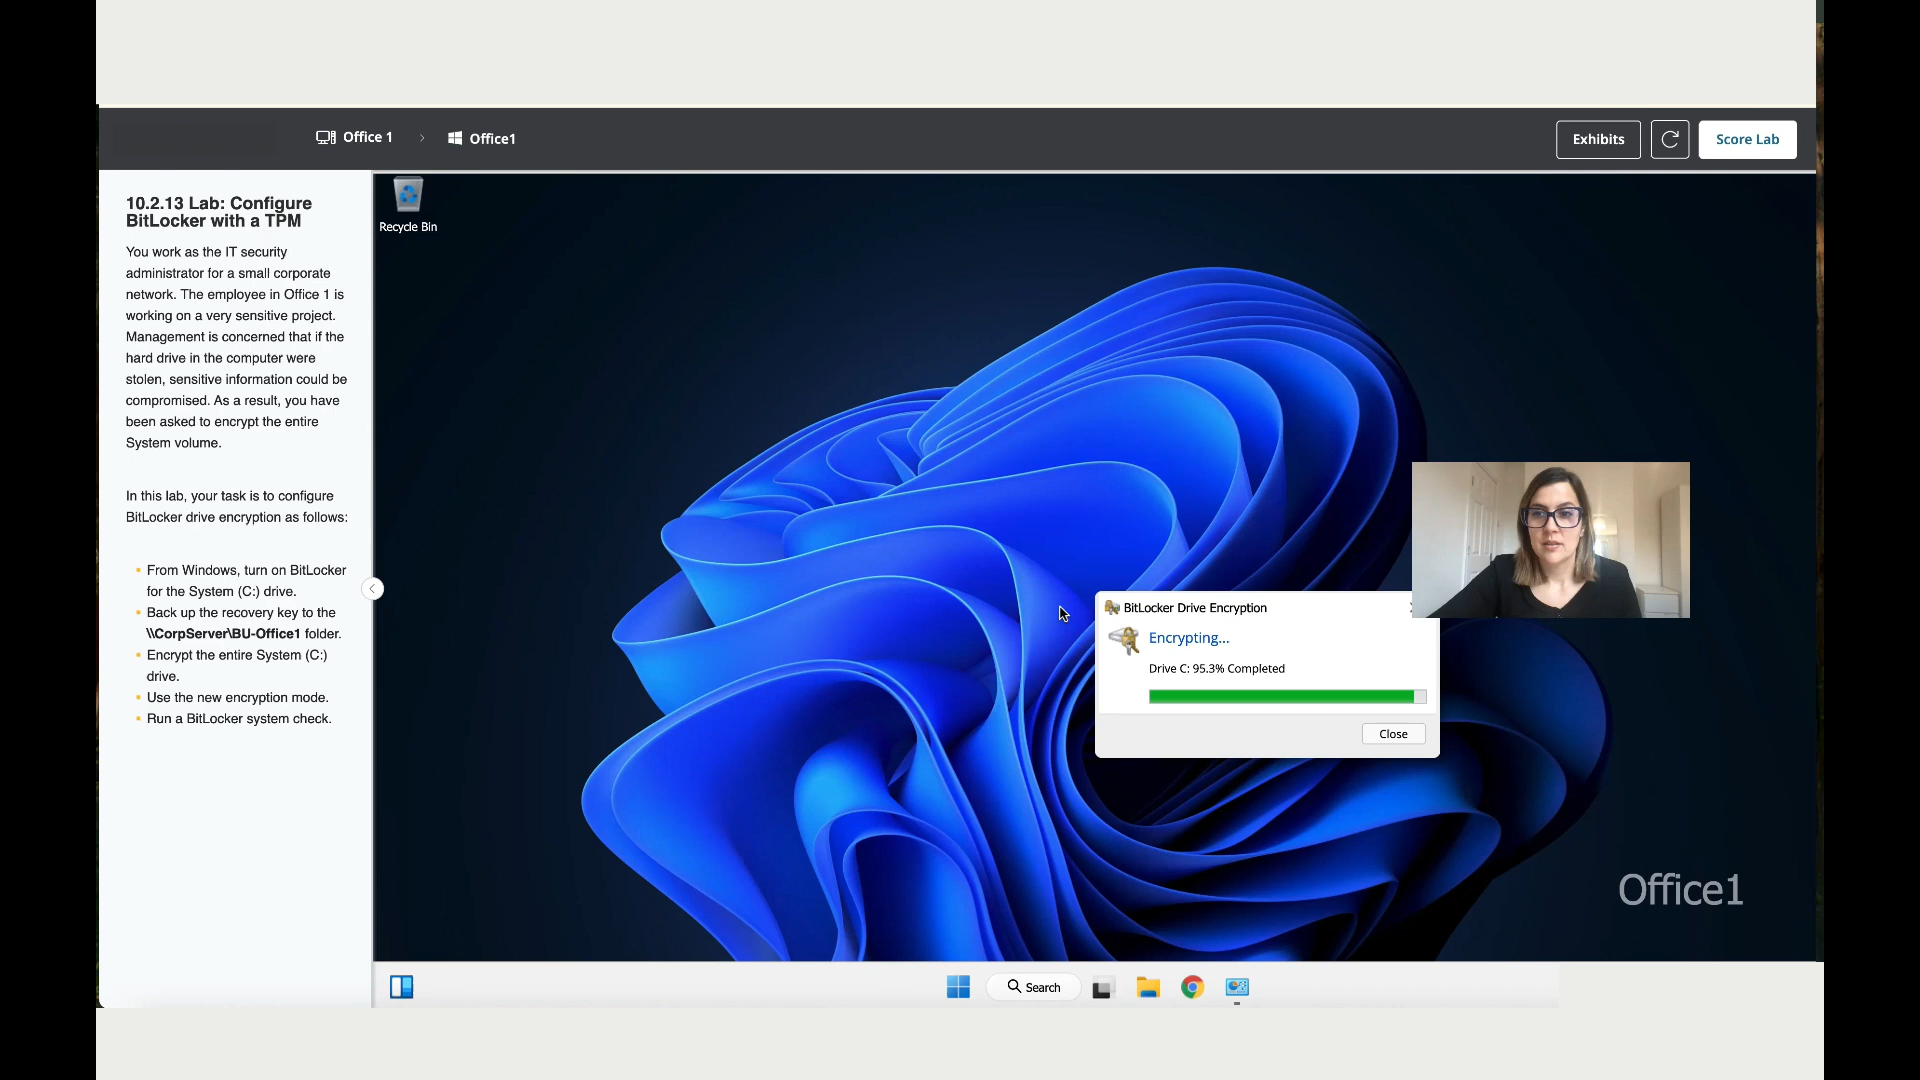 Office 1
Office1
Exhibits
Score Lab
10.2.13 Lab: Configure
BitLocker with a TPM
You work as the IT security
administrator for a small corporate
network. The employee in Office 1 is
working on a very sensitive project.
Management is concerned that if the
hard drive in the computer were
stolen, sensitive information could be
compromised. As a result, you have
been asked to encrypt the entire
System volume.
In this lab, your task is to configure
BitLocker drive encryption as follows:
From Windows, turn on BitLocker
for the System (C:) drive.
Back up the recovery key to the
\\CorpServer\BU-Office1 folder.
Encrypt the entire System (C:)
drive.
Use the new encryption mode.
Run a BitLocker system check.
Recycle Bin
BitLocker Drive Encryption
Encrypting...
Drive C: 95.3% Completed
Close
Office1
Search